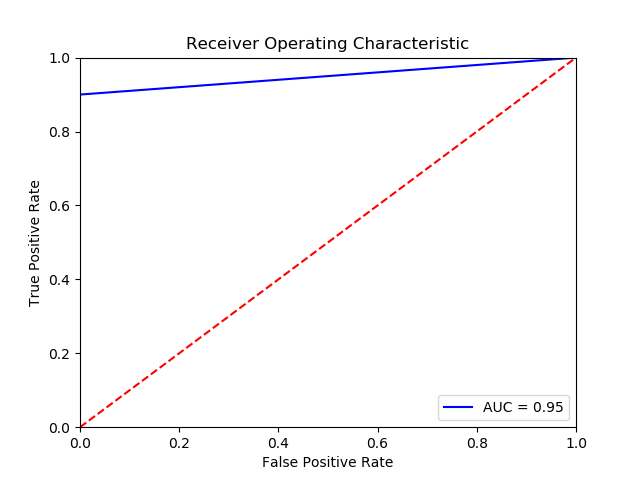 Receiver Operating Characteristic
1.0
0.8
0.6
0.4
0.2
0.0
True Positive Rate
AUC = 0.95
0.0 0.2 0.4 0.6 0.8 1.0
False Positive Rate